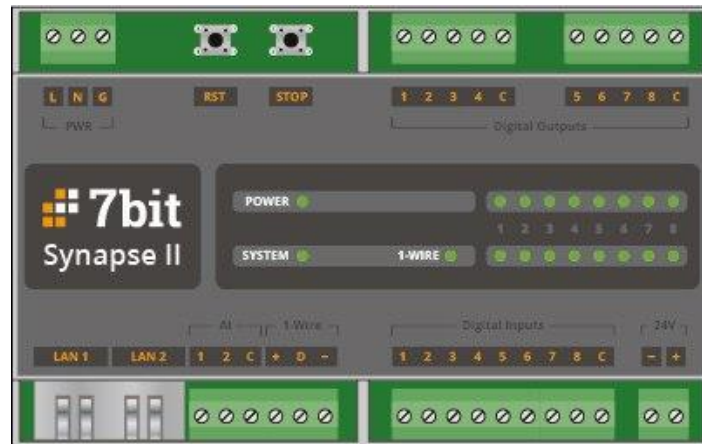 L N G RST STOP 1 2 3 4 C 5 6 7 8 C
PWR Digital Outputs
7bit
Synapse II
POWER
1 2 3 4 5 6 7 8
SYSTEM 1-WIRE
AI 1-Wire Digital Inputs 24V
LAN 1 LAN 2 1 2 C + D - 1 2 3 4 5 6 7 8 C - +